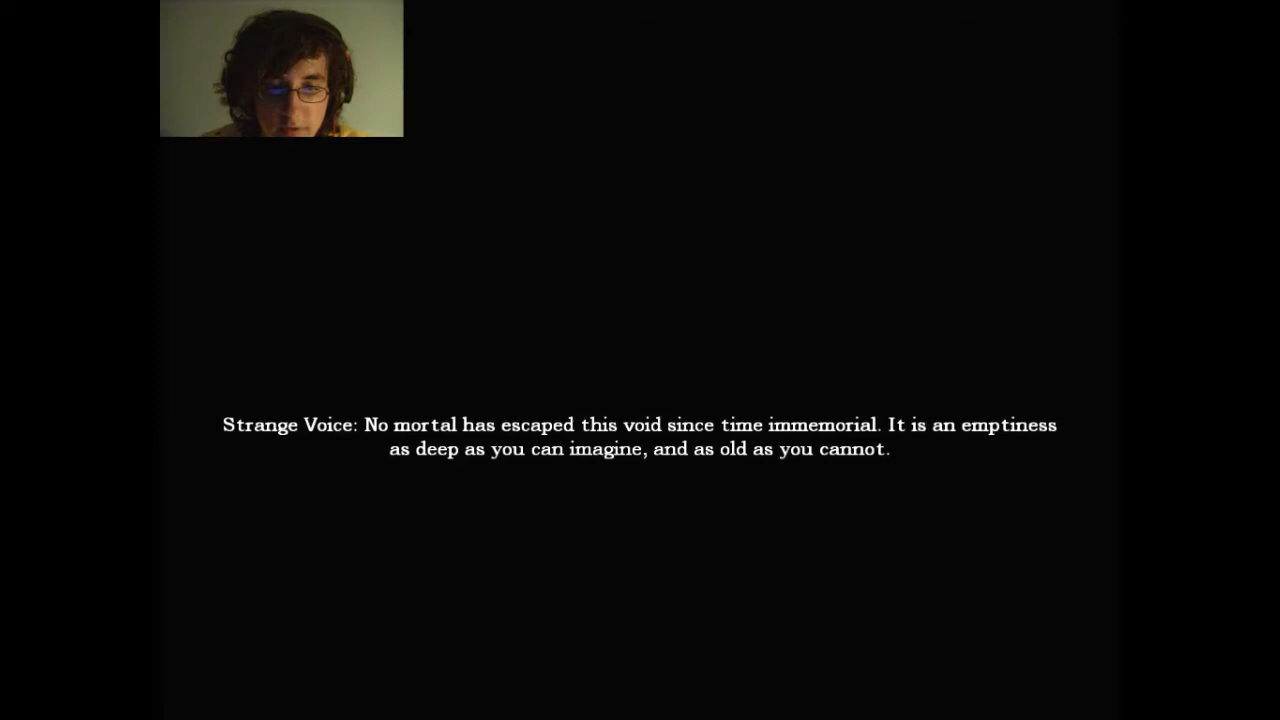 Strange Voice: No mortal has escaped this void since time immemorial. It is an emptiness
as deep as you can imagine, and as old as you cannot.